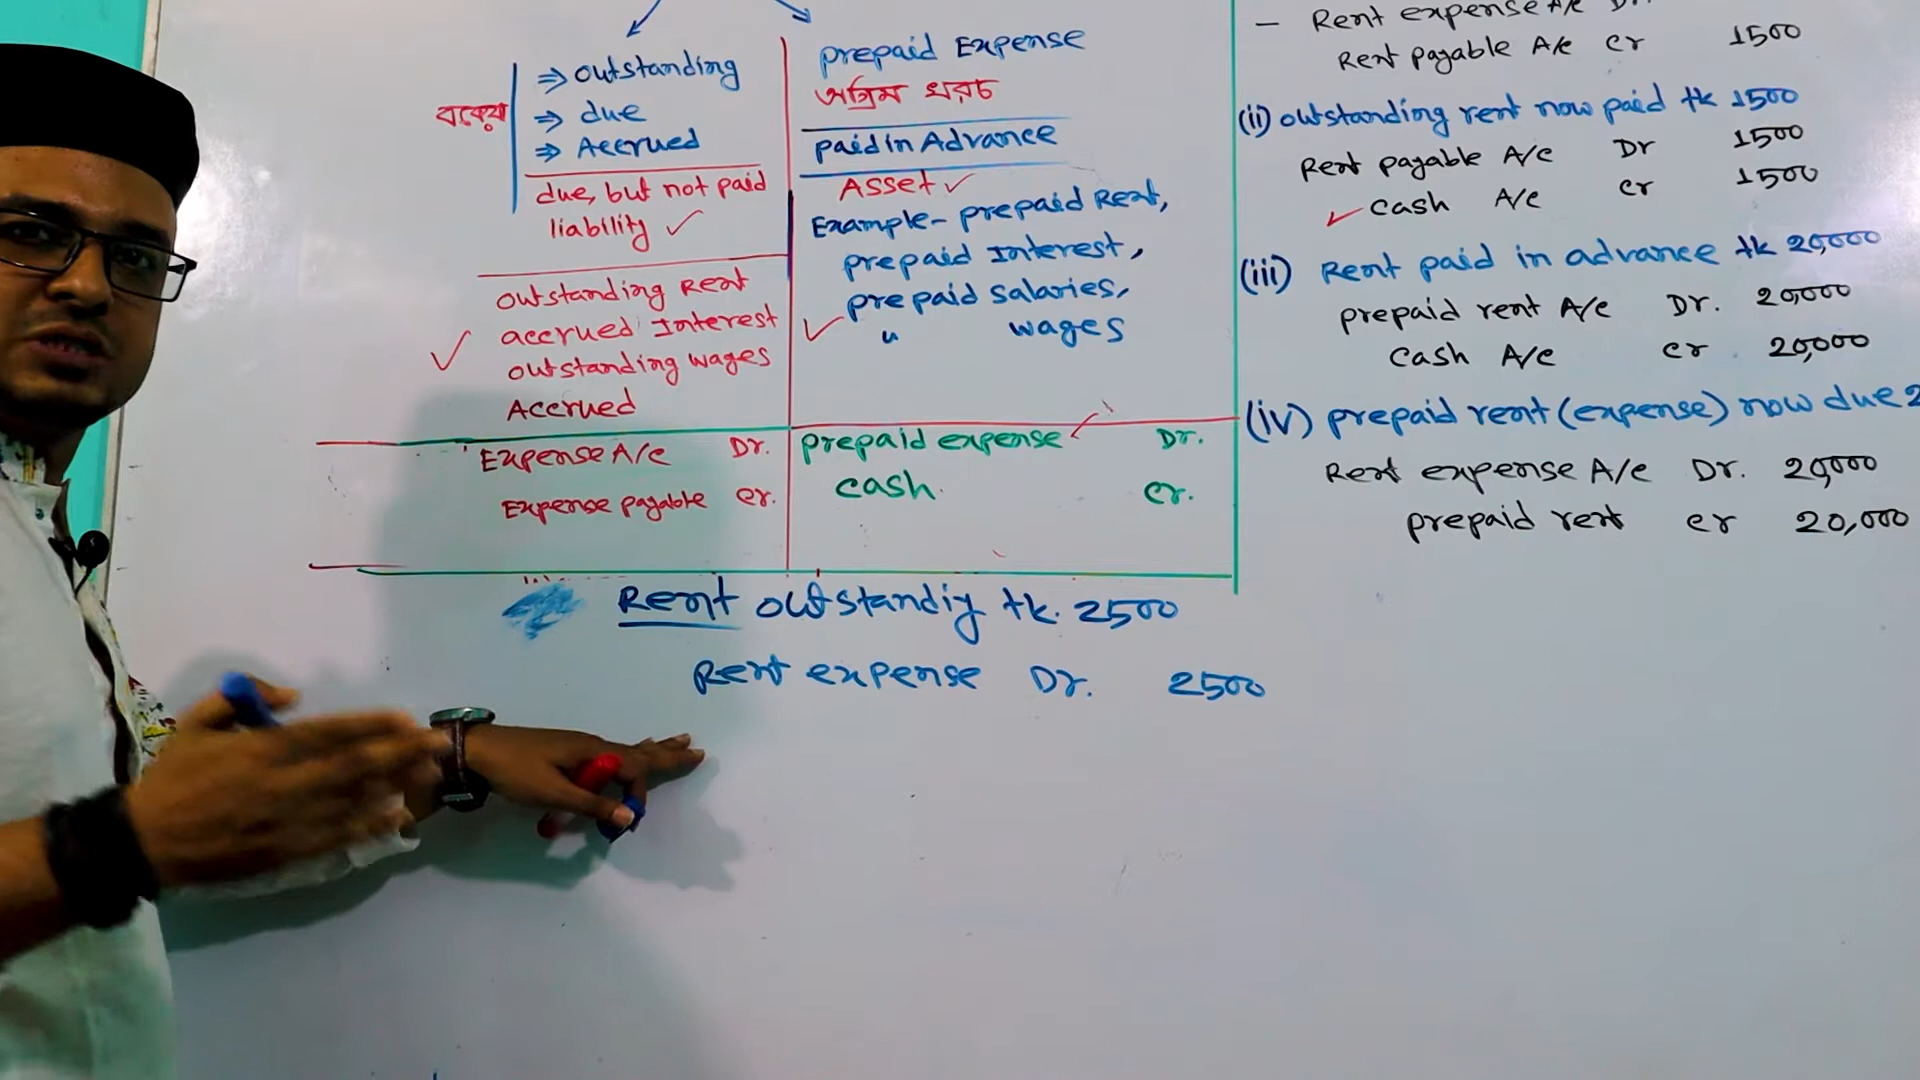 ⇒ outstanding
বকেয়া
⇒ due
⇒ Accrued
due, but not paid
liability ✓
outstanding Rent
accrued Interest
✓ outstanding wages
Accrued
Expense A/c Dr.
Expense payable cr.
prepaid Expense
অগ্রিম খরচ
paid in Advance
Asset ✓
Example- prepaid Rent,
prepaid Interest,
prepaid salaries,
✓ " wages
prepaid expense Dr.
cash. cr.
Rent outstandiy tk. 2500
Rent expense Dr. 2500
- Rent expense A/c Dr.
Rent payable A/c cr 1500
(ii) outstanding rent now paid tk 1500
Rent payable A/c Dr 1500
✓ cash A/c cr 1500
(iii) Rent paid in advance tk 20,000
prepaid rent A/c Dr. 20,000
cash A/c cr 20,000
(iv) prepaid rent (expense) now due 2
Rent expense A/c Dr. 20,000
prepaid rent cr 20,000